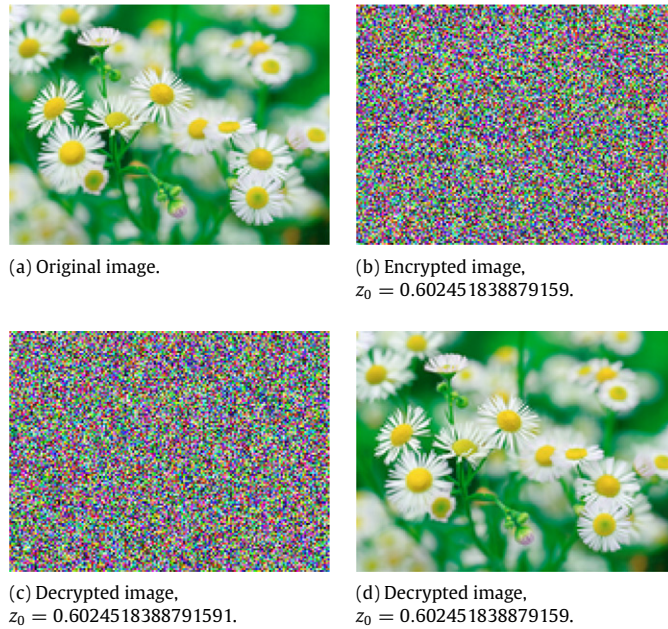 (a) Original image.
(b) Encrypted image,
z₀ = 0.602451838879159.
(c) Decrypted image,
z₀ = 0.6024518388791591.
(d) Decrypted image,
z₀ = 0.602451838879159.